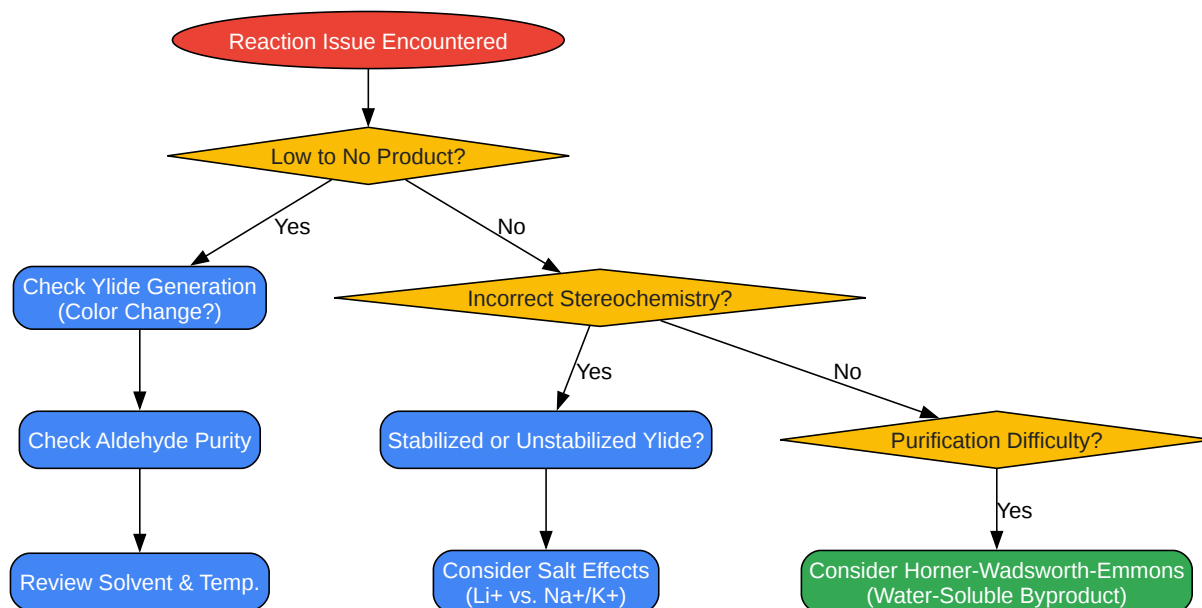 Reaction Issue Encountered
Low to No Product?
Yes
No
Check Ylide Generation
(Color Change?)
Incorrect Stereochemistry?
Yes
No
Check Aldehyde Purity
Stabilized or Unstabilized Ylide?
Purification Difficulty?
Yes
Review Solvent & Temp.
Consider Salt Effects
(Li+ vs. Na+/K+)
Consider Horner-Wadsworth-Emmons
(Water-Soluble Byproduct)